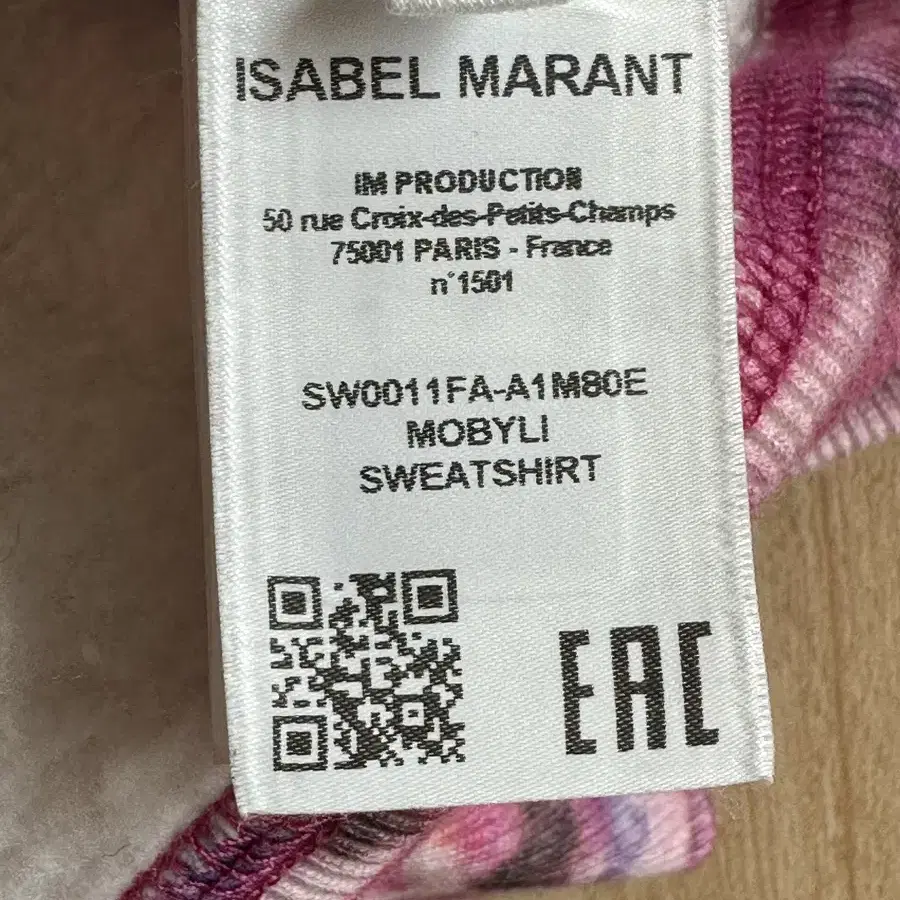 ISABEL MARANT
IM PRODUCTION
50 rue Croix-des-Petits-Champs
75001 PARIS - France
n°1501
SW0011FA-A1M80E
MOBYLI
SWEATSHIRT
EAC